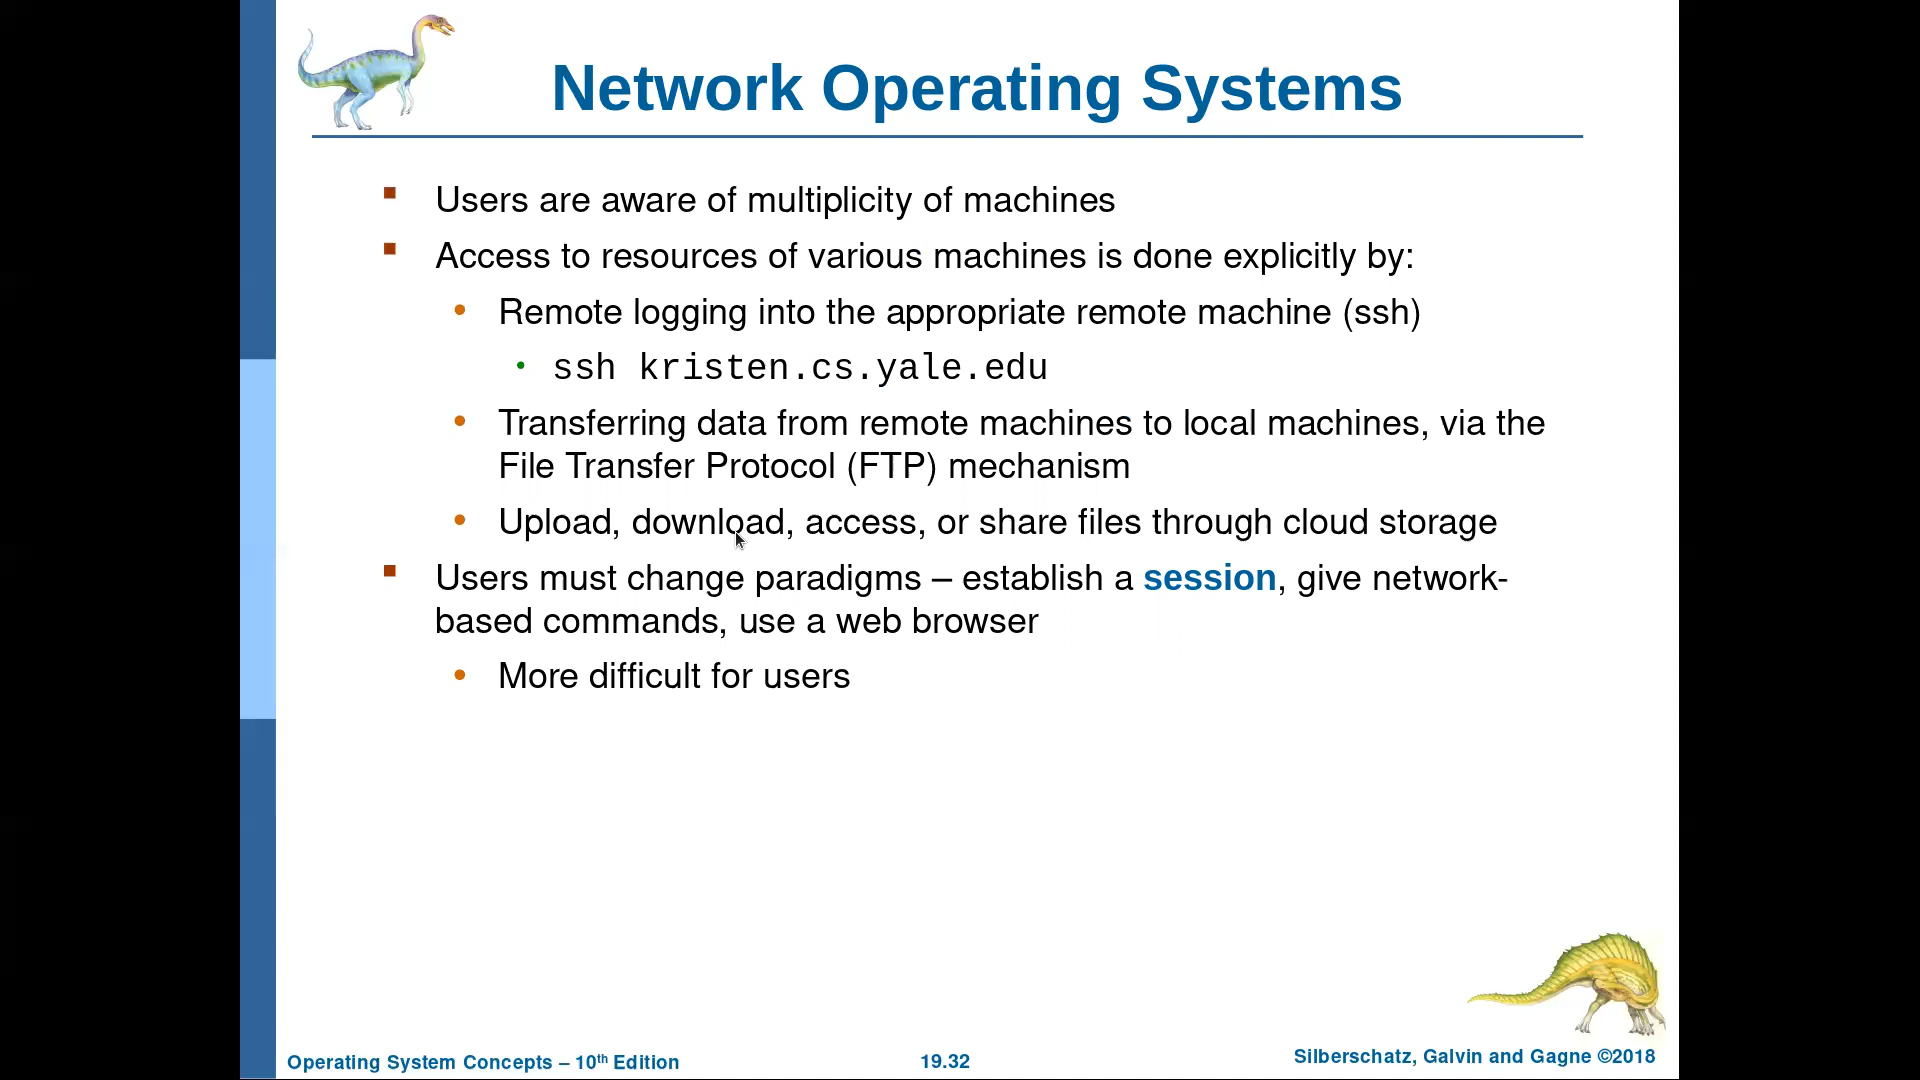 Network Operating Systems
Users are aware of multiplicity of machines
Access to resources of various machines is done explicitly by:
Remote logging into the appropriate remote machine (ssh)
ssh kristen.cs.yale.edu
Transferring data from remote machines to local machines, via the
File Transfer Protocol (FTP) mechanism
Upload, download, access, or share files through cloud storage
Users must change paradigms – establish a session, give network-
based commands, use a web browser
More difficult for users
Operating System Concepts – 10th Edition
19.32
Silberschatz, Galvin and Gagne ©2018